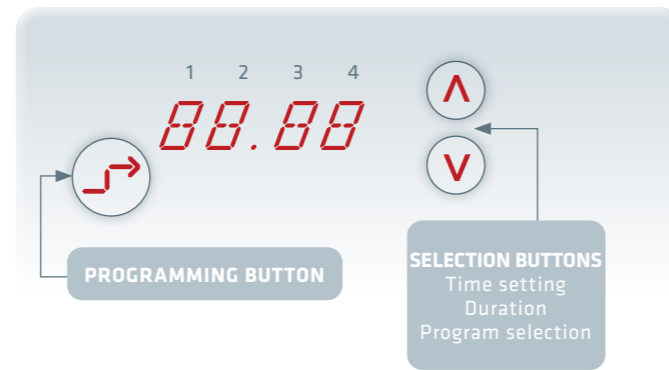 1 2 3 4
88.88
PROGRAMMING BUTTON
SELECTION BUTTONS
Time setting
Duration
Program selection